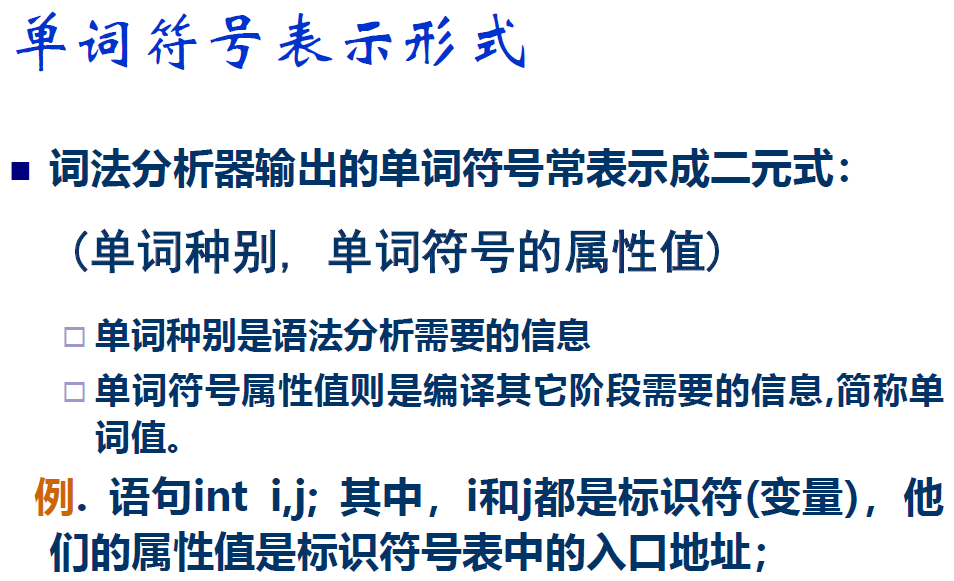 单词符号表示形式
词法分析器输出的单词符号常表示成二元式：
(单词种别，单词符号的属性值)
单词种别是语法分析需要的信息
单词符号属性值则是编译其它阶段需要的信息,简称单
词值。
例. 语句int i,j; 其中，i和j都是标识符(变量)，他
们的属性值是标识符号表中的入口地址；